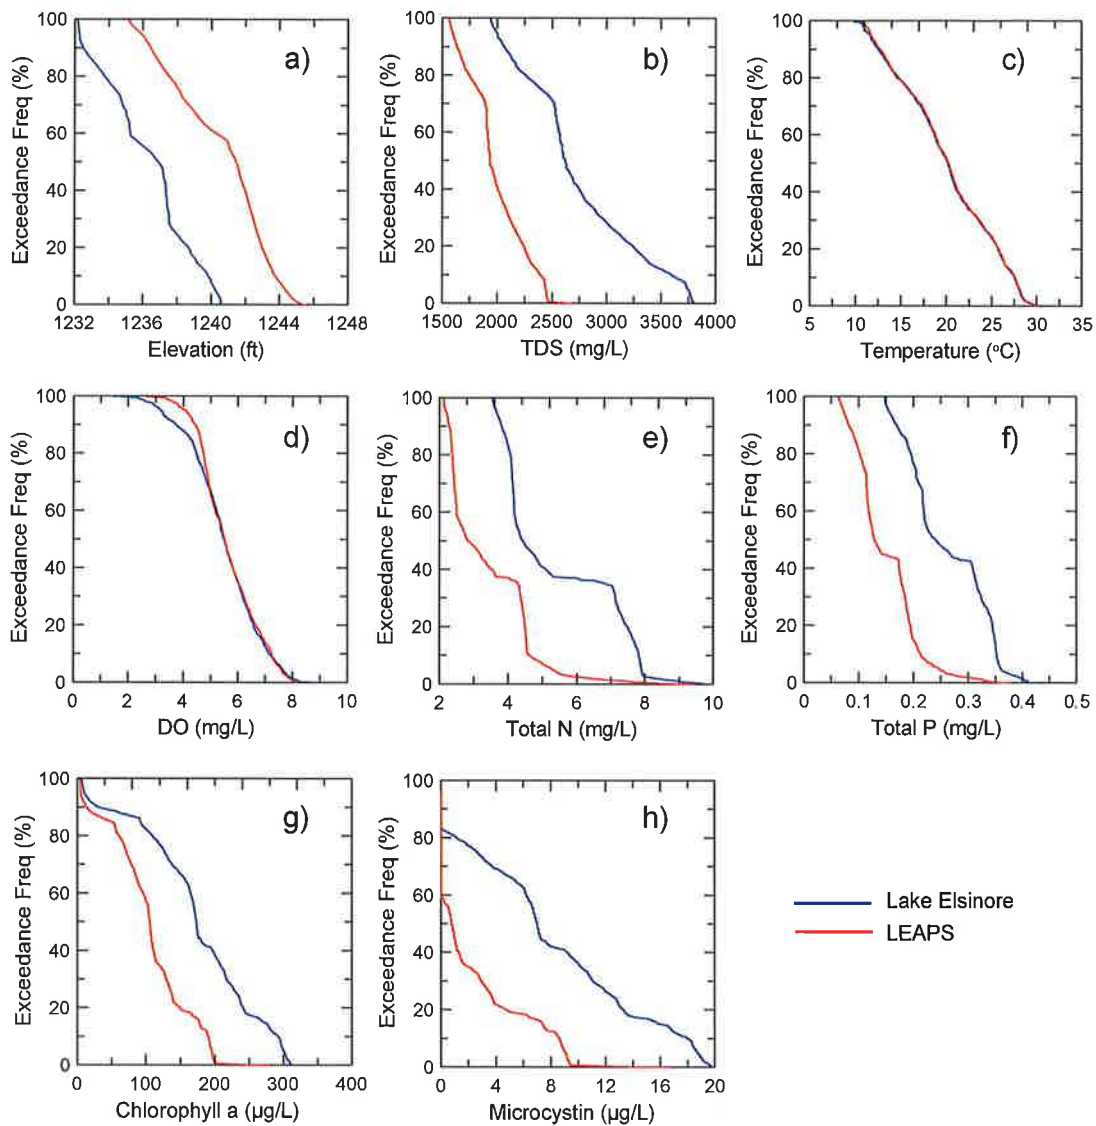 100
80
60
40
20
0
Exceedance Freq (%)
a)
1232 1236 1240 1244 1248
Elevation (ft)
100
80
60
40
20
0
Exceedance Freq (%)
b)
1500 2000 2500 3000 3500 4000
TDS (mg/L)
100
80
60
40
20
0
Exceedance Freq (%)
c)
5 10 15 20 25 30 35
Temperature (°C)
100
80
60
40
20
0
Exceedance Freq (%)
d)
0 2 4 6 8 10
DO (mg/L)
100
80
60
40
20
0
Exceedance Freq (%)
e)
2 4 6 8 10
Total N (mg/L)
100
80
60
40
20
0
Exceedance Freq (%)
f)
0 0.1 0.2 0.3 0.4 0.5
Total P (mg/L)
100
80
60
40
20
0
Exceedance Freq (%)
g)
0 100 200 300 400
Chlorophyll a (µg/L)
100
80
60
40
20
0
Exceedance Freq (%)
h)
0 4 8 12 16 20
Microcystin (µg/L)
Lake Elsinore
LEAPS